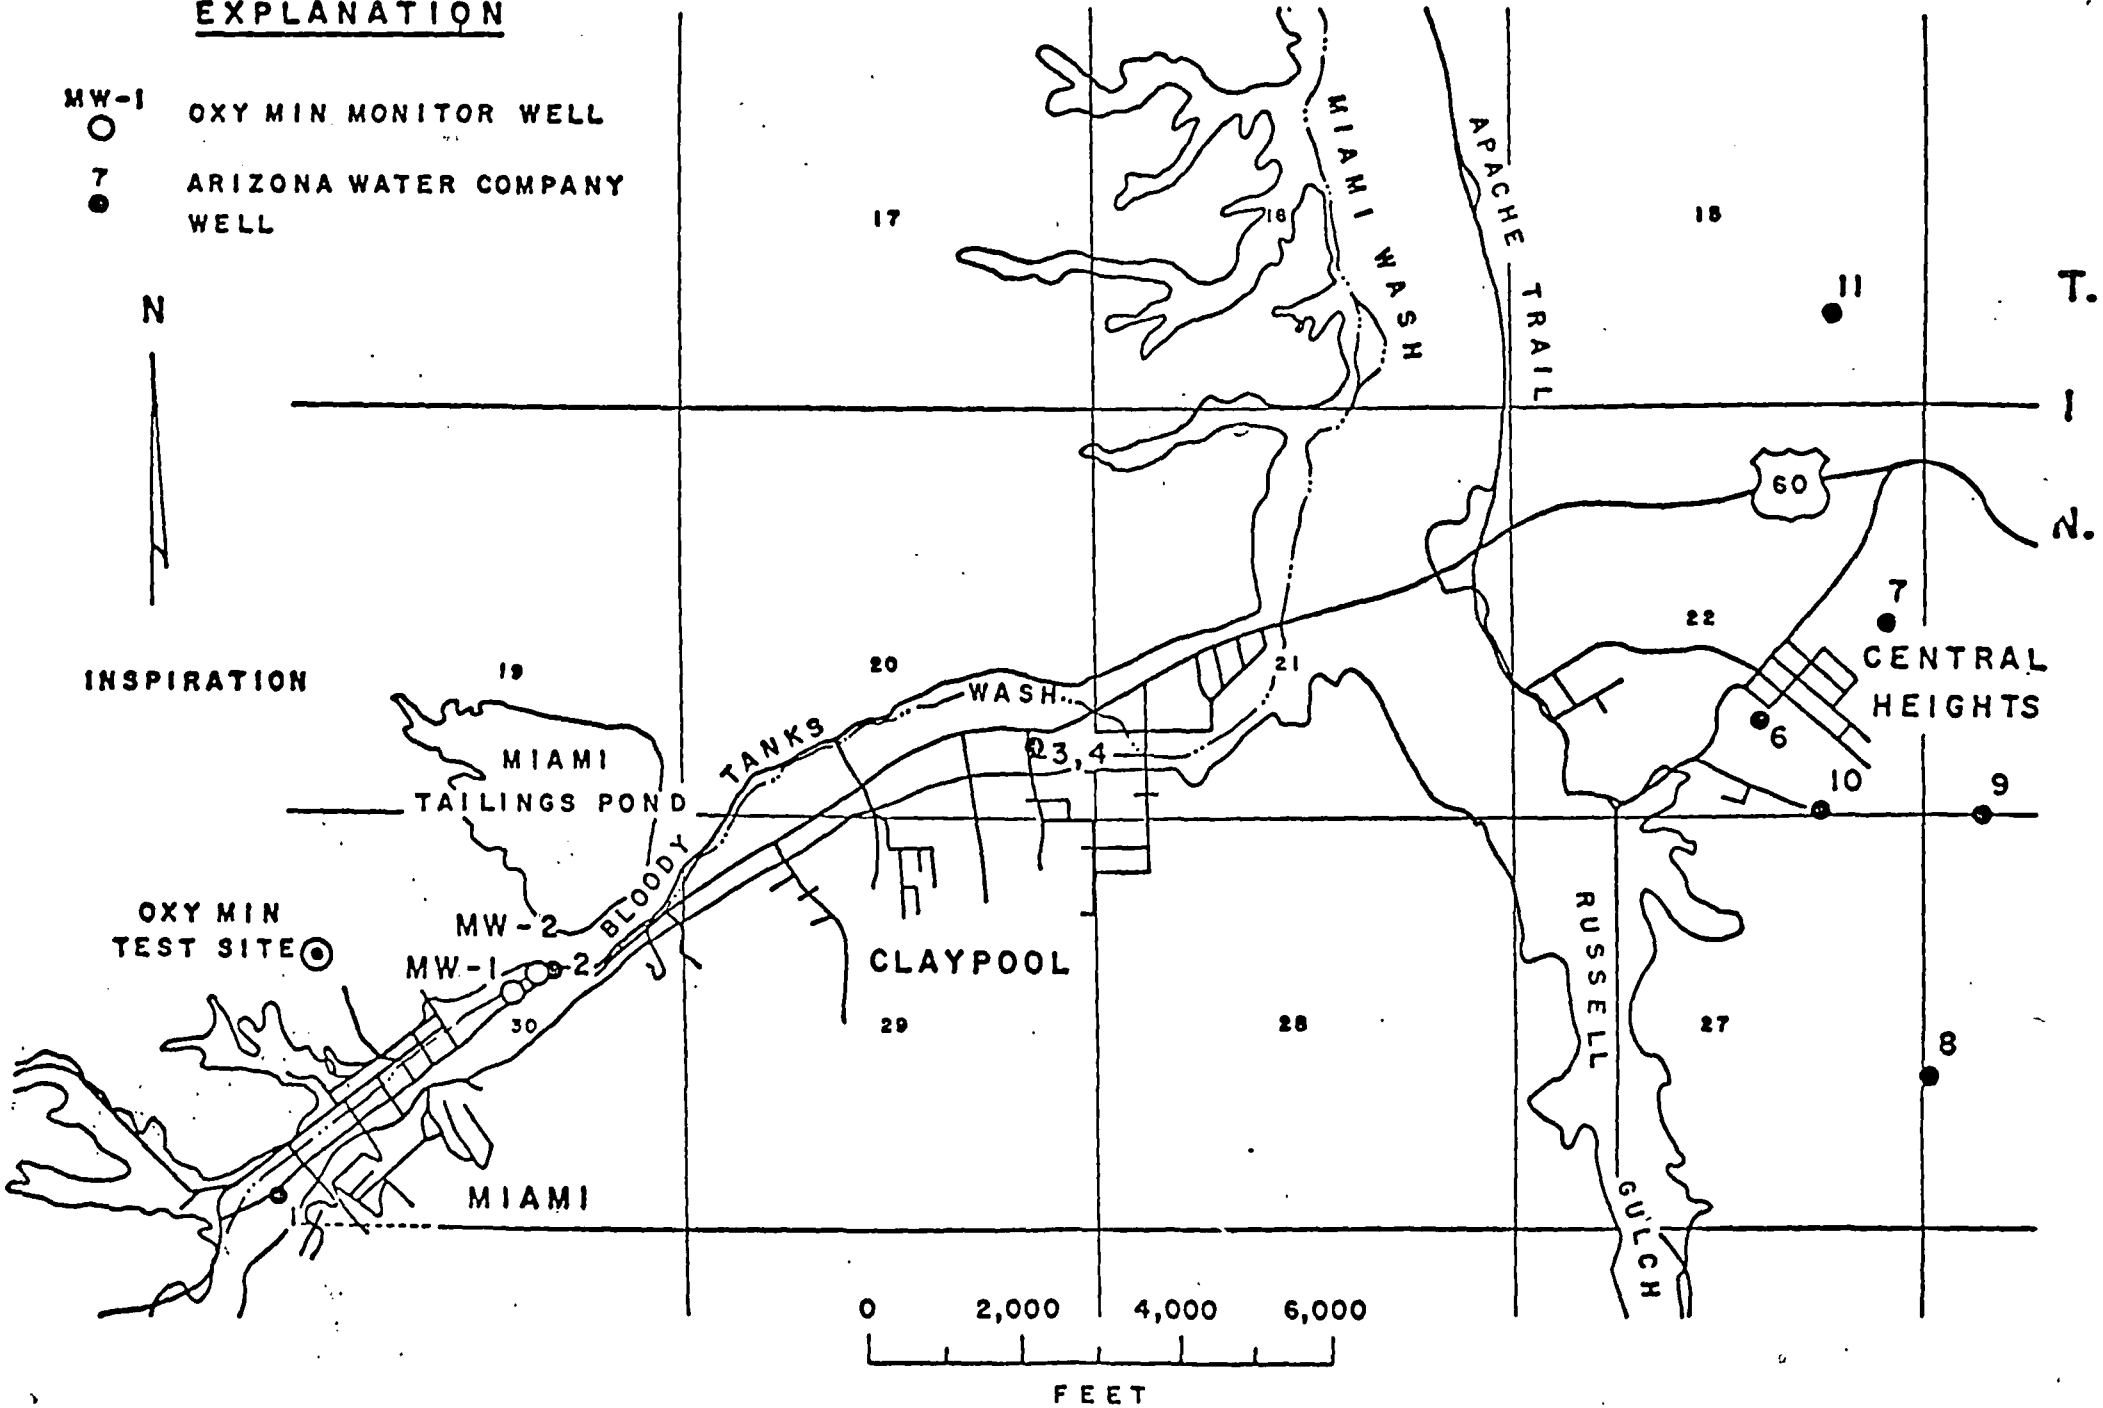 EXPLANATION
MW-1
OXY MIN MONITOR WELL
7
ARIZONA WATER COMPANY
WELL
N
17
16
15
MIAMI WASH
APACHE TRAIL
11
T.
1
N.
60
7
22
CENTRAL
HEIGHTS
6
10
9
INSPIRATION
19
20
21
WASH
TANKS
BLOODY
3,4
MIAMI
TAILINGS POND
OXY MIN
TEST SITE
MW-2
MW-1
2
30
CLAYPOOL
29
28
27
RUSSELL
GULCH
8
MIAMI
1
0 2,000 4,000 6,000
FEET